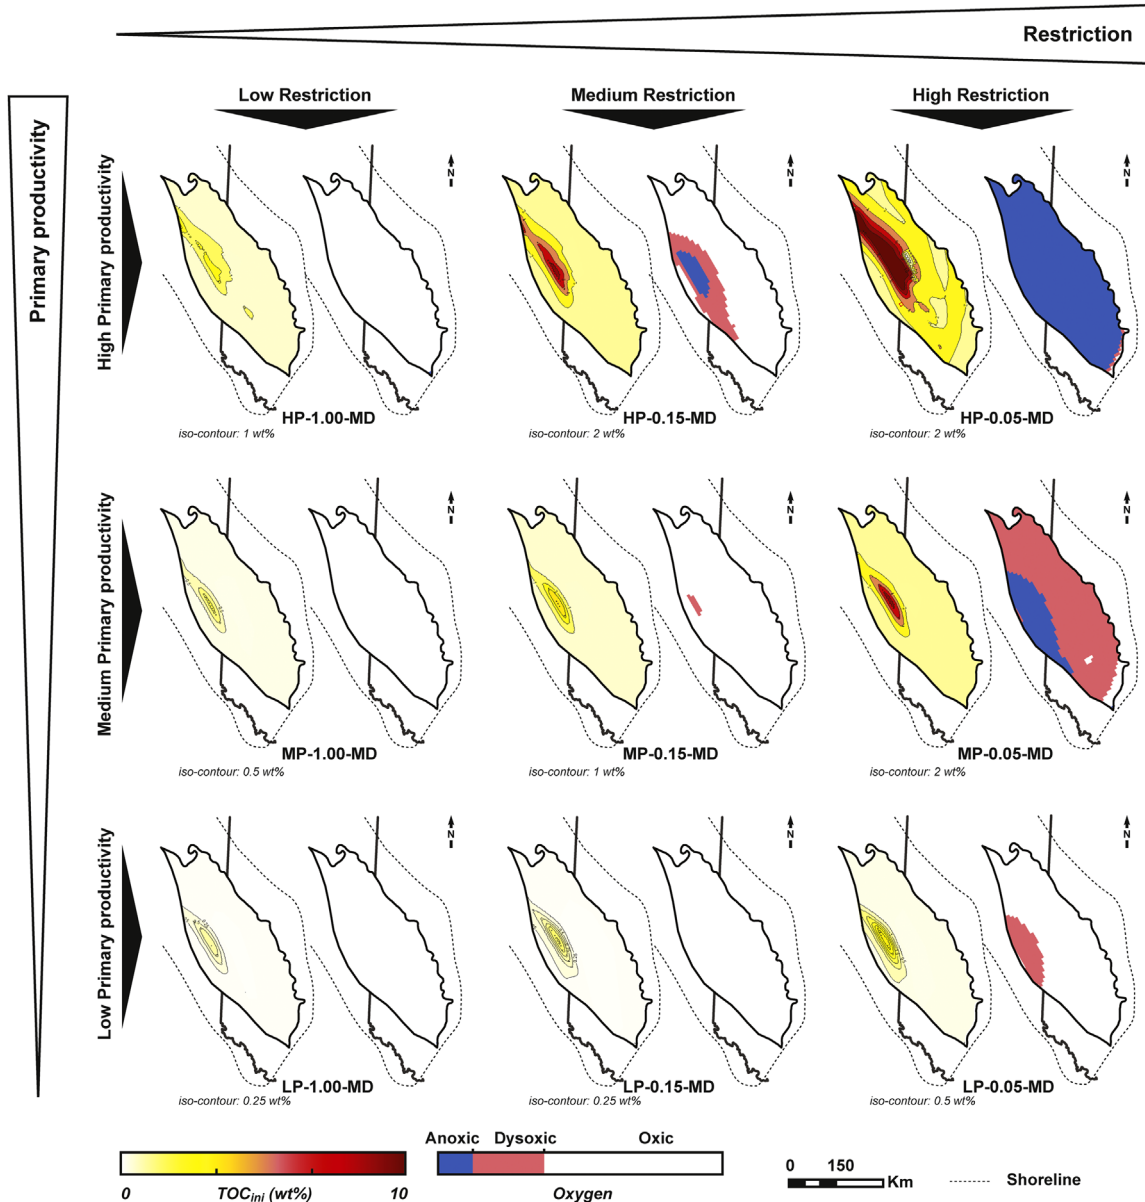 Restriction
Primary productivity
Low Restriction
Medium Restriction
High Restriction
High Primary productivity
N
N
N
HP-1.00-MD
HP-0.15-MD
HP-0.05-MD
iso-contour: 1 wt%
iso-contour: 2 wt%
iso-contour: 2 wt%
Medium Primary productivity
N
N
N
MP-1.00-MD
MP-0.15-MD
MP-0.05-MD
iso-contour: 0.5 wt%
iso-contour: 1 wt%
iso-contour: 2 wt%
Low Primary productivity
N
N
N
LP-1.00-MD
LP-0.15-MD
LP-0.05-MD
iso-contour: 0.25 wt%
iso-contour: 0.25 wt%
iso-contour: 0.5 wt%
Anoxic Dysoxic Oxic
0 TOCini (wt%) 10
Oxygen
0 150
Km
Shoreline